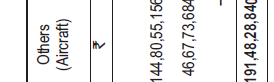 Others
(Aircraft)
₹
144,80,55,156
46,67,73,684
191,48,28,840